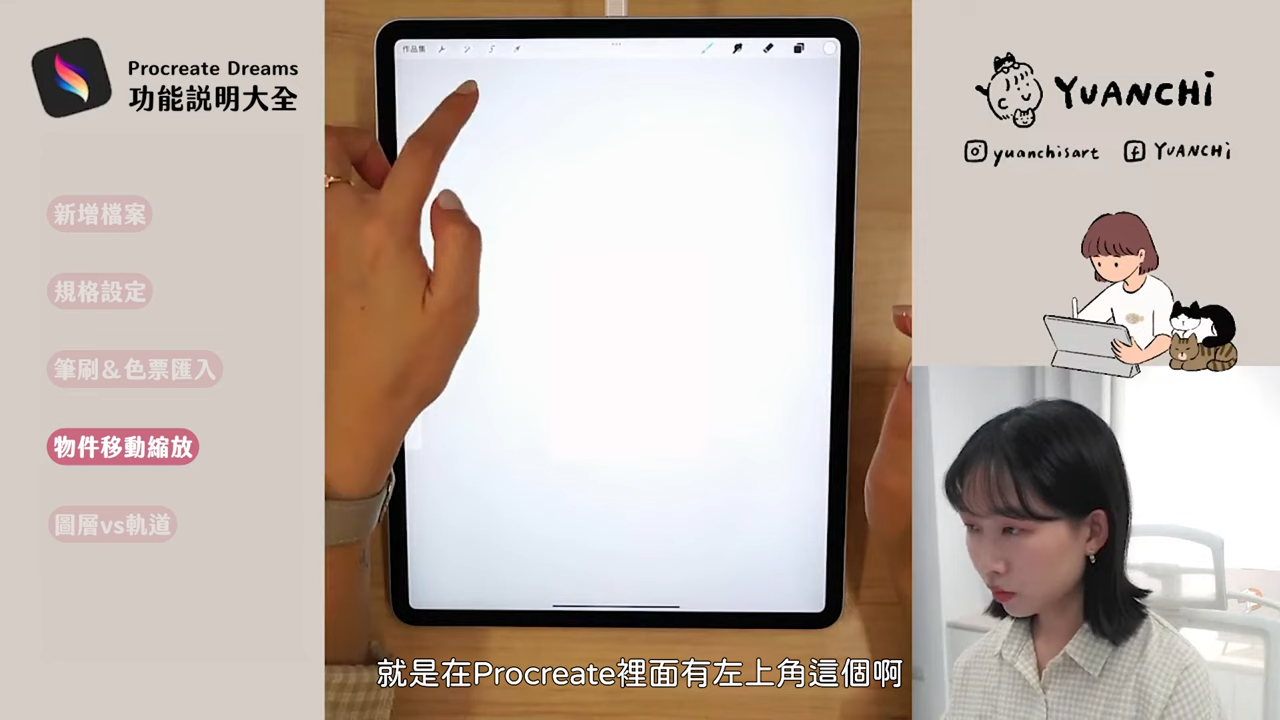 Procreate Dreams
功能説明大全
新增檔案
規格設定
筆刷＆色票匯入
物件移動縮放
圖層vs軌道
作品集
YUANCHi
yuanchisart
YUANCHi
就是在Procreate裡面有左上角這個啊